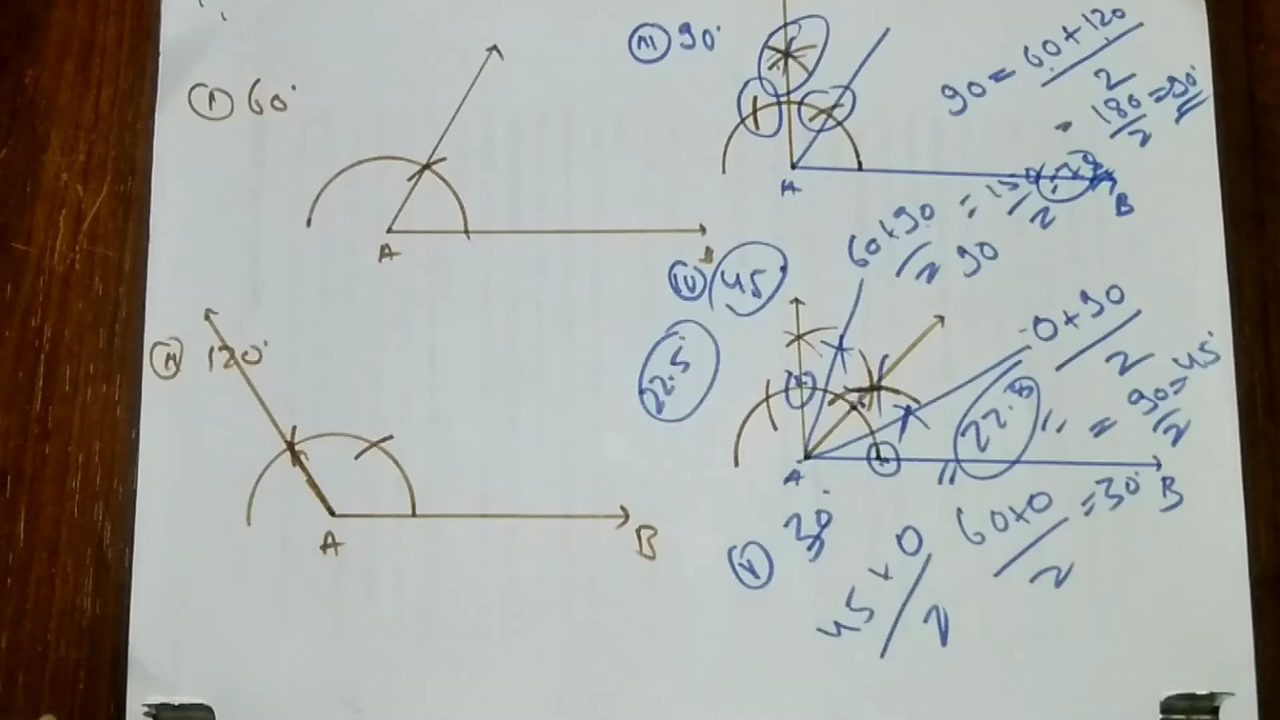 (I) 60°
A
(II) 120°
A B
(III) 90°
90 = 60+120
2
= 180 = 90°
2
A B
60+90 = 150
2 2
90
(IV) 45
22.5
0+90
2
= 90 = 45°
2
22.5
A B
(V) 30°
60+0 = 30°
2
45+0
2